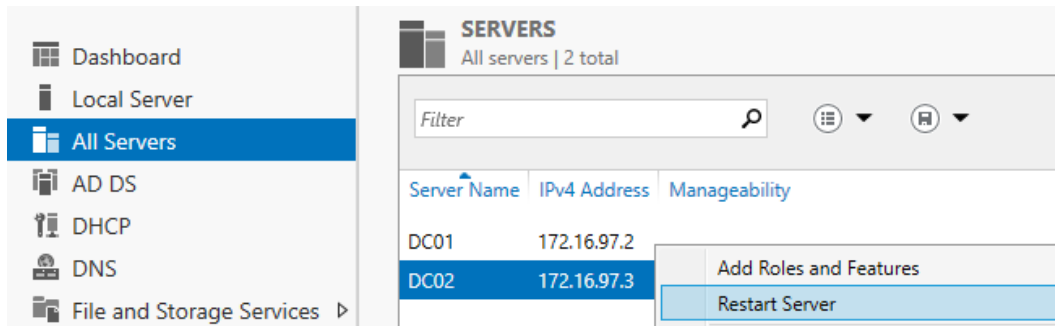 Dashboard
Local Server
All Servers
AD DS
DHCP
DNS
File and Storage Services
SERVERS
All servers | 2 total
Filter
Server Name IPv4 Address Manageability
DC01 172.16.97.2
DC02 172.16.97.3
Add Roles and Features
Restart Server